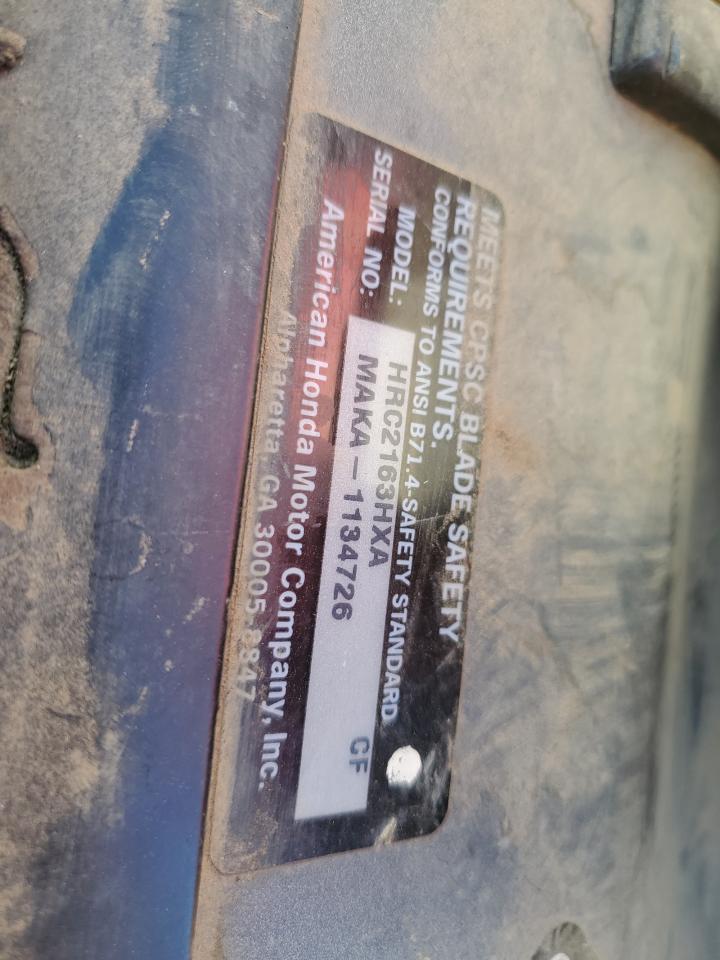 MEETS CPSC BLADE SAFETY
REQUIREMENTS.
CONFORMS TO ANSI B71.4-SAFETY STANDARD
MODEL: HRC2163HXA
SERIAL NO: MAKA-1134726 CF
American Honda Motor Company, Inc.
Alpharetta, GA 30005-8847